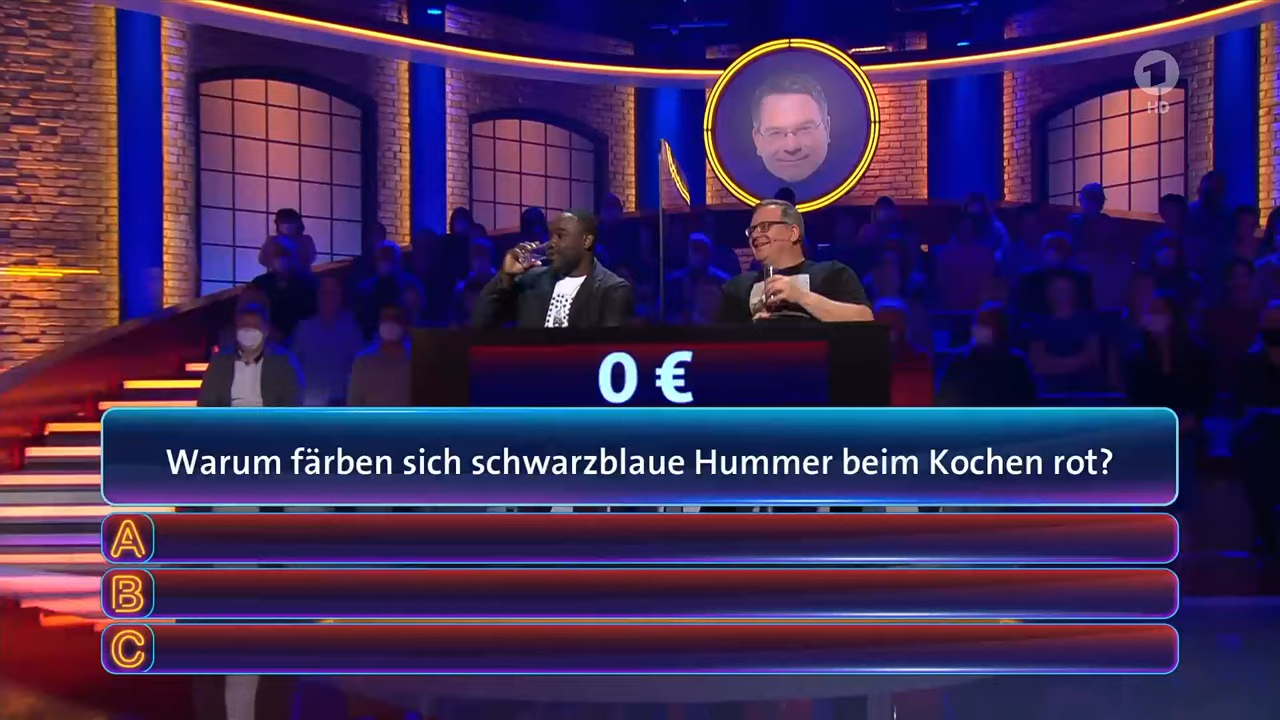 1
HD
0 €
Warum färben sich schwarzblaue Hummer beim Kochen rot?
A
B
C